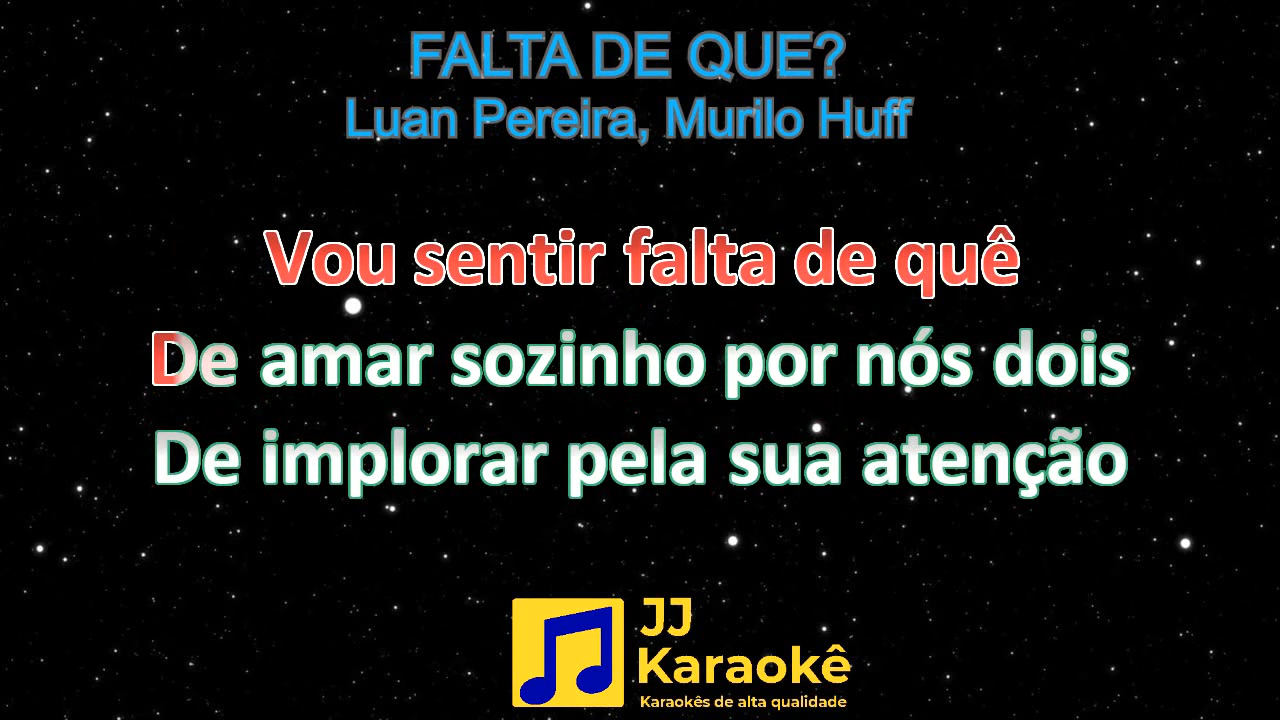 FALTA DE QUE?
Luan Pereira, Murilo Huff
Vou sentir falta de quê
De amar sozinho por nós dois
De implorar pela sua atenção
JJ
Karaokê
Karaokês de alta qualidade